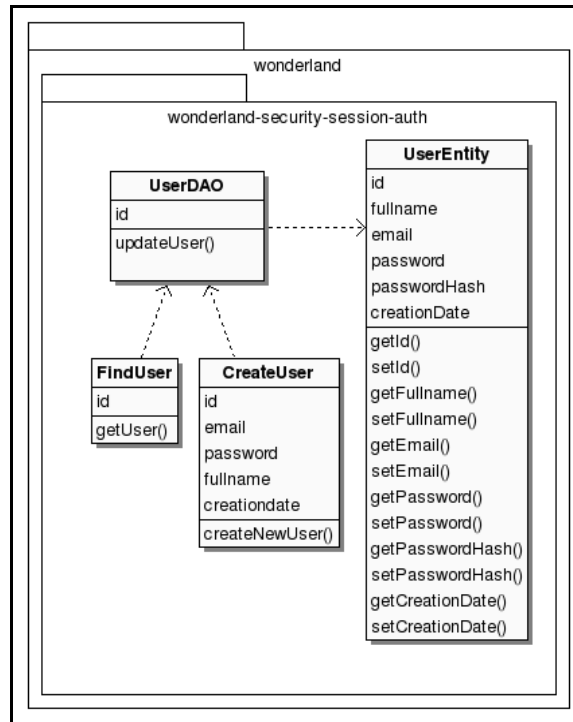 wonderland
wonderland-security-session-auth
UserDAO
id
updateUser()
UserEntity
id
fullname
email
password
passwordHash
creationDate
getId()
setId()
getFullname()
setFullname()
getEmail()
setEmail()
getPassword()
setPassword()
getPasswordHash()
setPasswordHash()
getCreationDate()
setCreationDate()
FindUser
id
getUser()
CreateUser
id
email
password
fullname
creationdate
createNewUser()